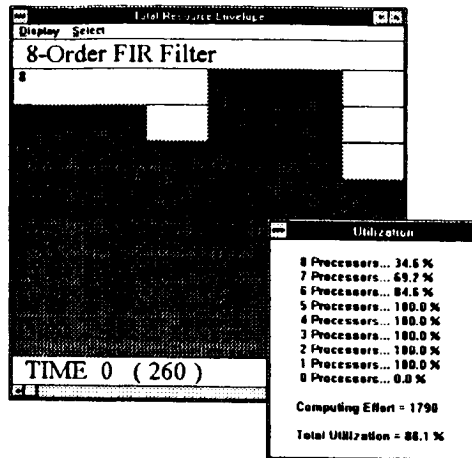 Total Resource Envelope
Display Select
8-Order FIR Filter
8
TIME 0 ( 260 )
Utilization
8 Processors... 34.6 %
7 Processors... 69.2 %
6 Processors... 84.6 %
5 Processors... 100.0 %
4 Processors... 100.0 %
3 Processors... 100.0 %
2 Processors... 100.0 %
1 Processors... 100.0 %
0 Processors... 0.0 %
Computing Effort = 1790
Total Utilization = 86.1 %